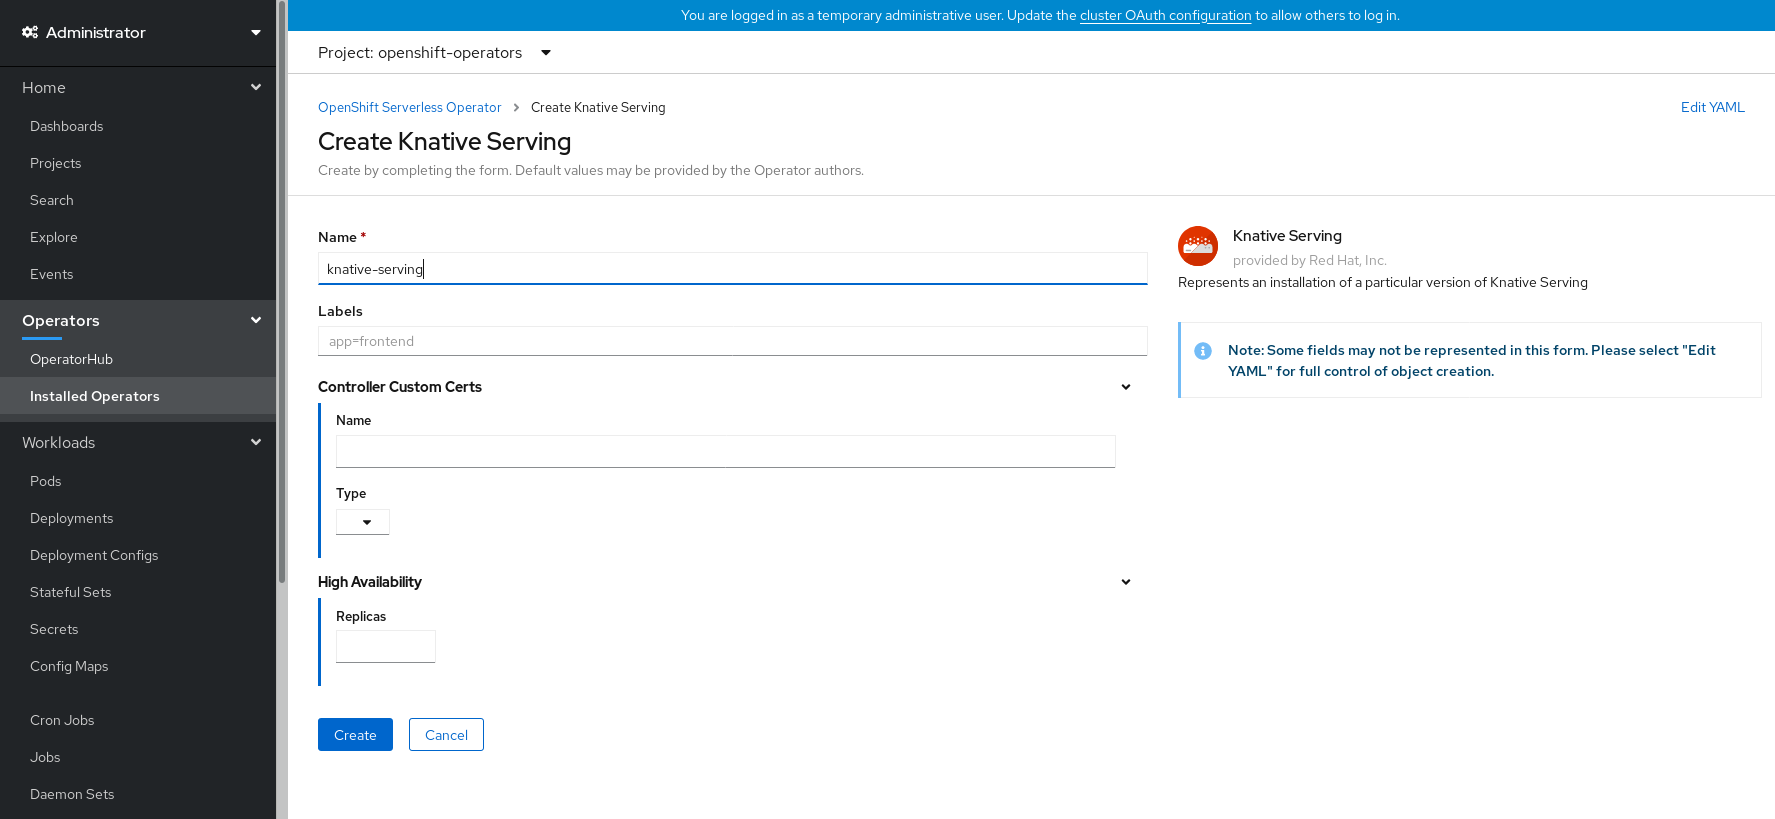 You are logged in as a temporary administrative user. Update the cluster OAuth configuration to allow others to log in.
Administrator
Home
Dashboards
Projects
Search
Explore
Events
Operators
OperatorHub
Installed Operators
Workloads
Pods
Deployments
Deployment Configs
Stateful Sets
Secrets
Config Maps
Cron Jobs
Jobs
Daemon Sets
Project: openshift-operators
OpenShift Serverless Operator > Create Knative Serving
Edit YAML
Create Knative Serving
Create by completing the form. Default values may be provided by the Operator authors.
Name *
knative-serving
Labels
app=frontend
Controller Custom Certs
Name
Type
High Availability
Replicas
Create
Cancel
Knative Serving
provided by Red Hat, Inc.
Represents an installation of a particular version of Knative Serving
Note: Some fields may not be represented in this form. Please select "Edit
YAML" for full control of object creation.